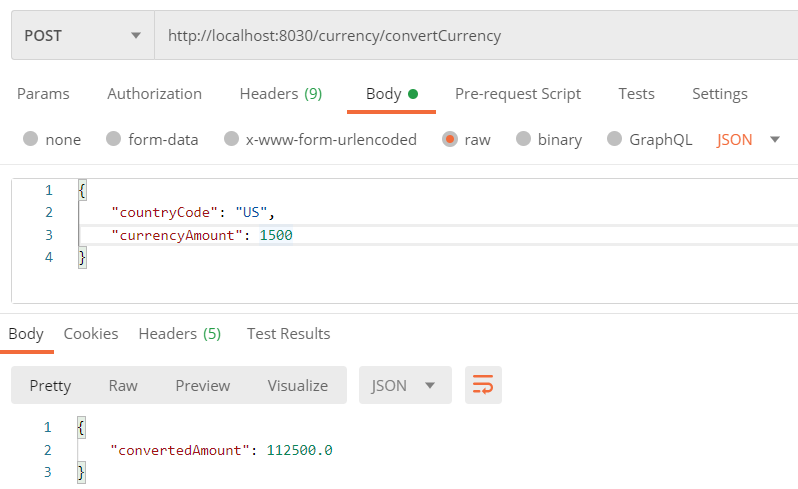 POST http://localhost:8030/currency/convertCurrency
Params Authorization Headers (9) Body Pre-request Script Tests Settings
none form-data x-www-form-urlencoded raw binary GraphQL JSON
1 {
2 "countryCode": "US",
3 "currencyAmount": 1500
4 }
Body Cookies Headers (5) Test Results
Pretty Raw Preview Visualize JSON
1 {
2 "convertedAmount": 112500.0
3 }